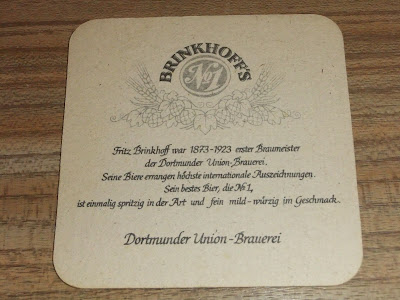 BRINKHOFF'S
No1
Fritz Brinkhoff war 1873-1923 erster Braumeister
der Dortmunder Union-Brauerei.
Seine Biere errangen höchste internationale Auszeichnungen.
Sein bestes Bier, die No 1,
ist einmalig spritzig in der Art und fein mild-würzig im Geschmack.
Dortmunder Union-Brauerei